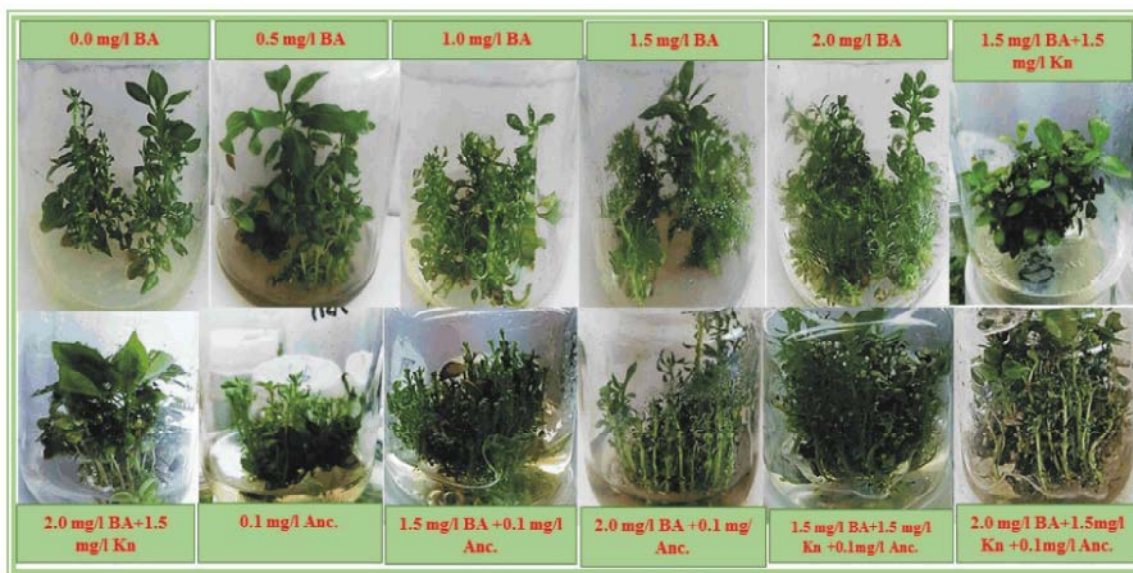 0.0 mg/l BA
0.5 mg/l BA
1.0 mg/l BA
1.5 mg/l BA
2.0 mg/l BA
1.5 mg/l BA+1.5
mg/l Kn
2.0 mg/l BA+1.5
mg/l Kn
0.1 mg/l Anc.
1.5 mg/l BA +0.1 mg/l
Anc.
2.0 mg/l BA +0.1 mg/
Anc.
1.5 mg/l BA+1.5 mg/l
Kn +0.1mg/l Anc.
2.0 mg/l BA+1.5mg/l
Kn +0.1mg/l Anc.